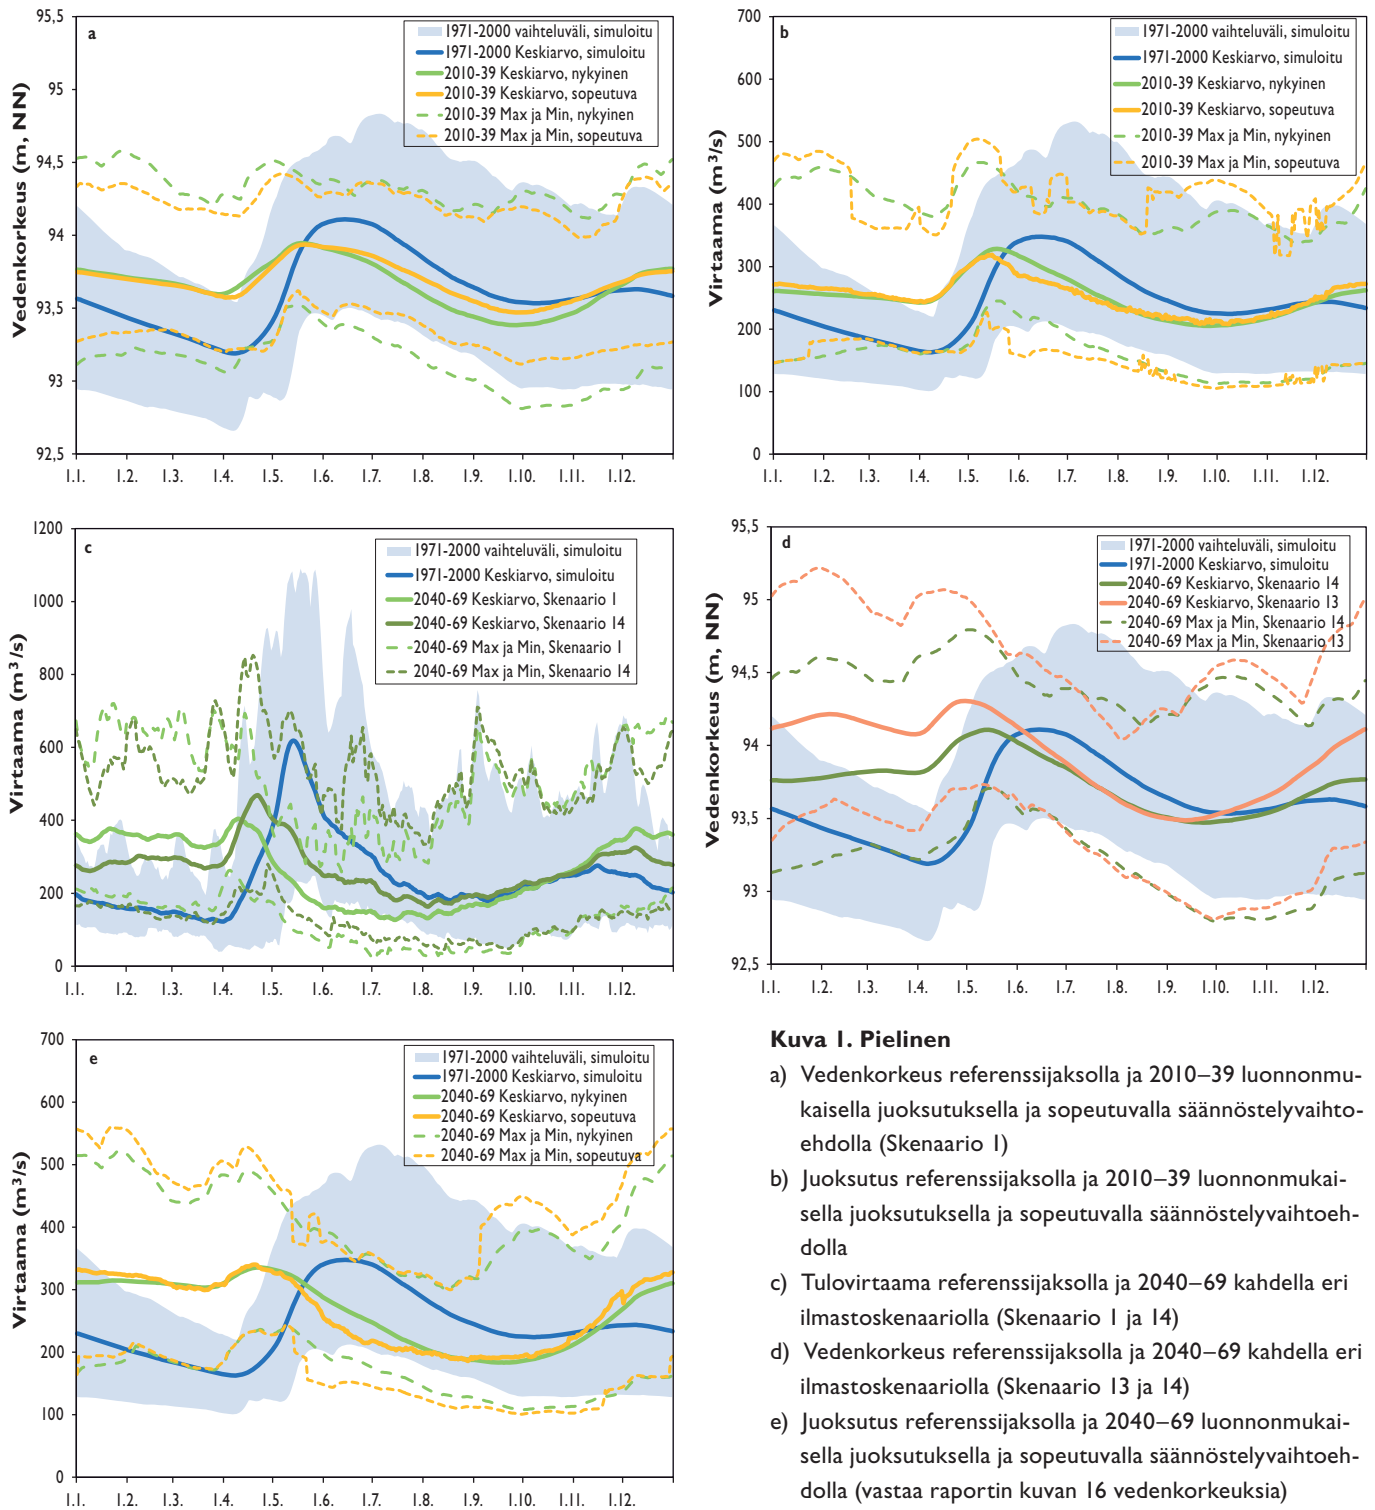 a
95,5
95
94,5
94
93,5
93
92,5
Vedenkorkeus (m, NN)
1971-2000 vaihteluväli, simuloitu
1971-2000 Keskiarvo, simuloitu
2010-39 Keskiarvo, nykyinen
2010-39 Keskiarvo, sopeutuva
2010-39 Max ja Min, nykyinen
2010-39 Max ja Min, sopeutuva
1.1. 1.2. 1.3. 1.4. 1.5. 1.6. 1.7. 1.8. 1.9. 1.10. 1.11. 1.12.
b
700
600
500
400
300
200
100
0
Virtaama (m³/s)
1971-2000 vaihteluväli, simuloitu
1971-2000 Keskiarvo, simuloitu
2010-39 Keskiarvo, nykyinen
2010-39 Keskiarvo, sopeutuva
2010-39 Max ja Min, nykyinen
2010-39 Max ja Min, sopeutuva
1.1. 1.2. 1.3. 1.4. 1.5. 1.6. 1.7. 1.8. 1.9. 1.10. 1.11. 1.12.
c
1200
1000
800
600
400
200
0
Virtaama (m³/s)
1971-2000 vaihteluväli, simuloitu
1971-2000 Keskiarvo, simuloitu
2040-69 Keskiarvo, Skenaario 1
2040-69 Keskiarvo, Skenaario 14
2040-69 Max ja Min, Skenaario 1
2040-69 Max ja Min, Skenaario 14
1.1. 1.2. 1.3. 1.4. 1.5. 1.6. 1.7. 1.8. 1.9. 1.10. 1.11. 1.12.
d
95,5
95
94,5
94
93,5
93
92,5
Vedenkorkeus (m, NN)
1971-2000 vaihteluväli, simuloitu
1971-2000 Keskiarvo, simuloitu
2040-69 Keskiarvo, Skenaario 14
2040-69 Keskiarvo, Skenaario 13
2040-69 Max ja Min, Skenaario 14
2040-69 Max ja Min, Skenaario 13
1.1. 1.2. 1.3. 1.4. 1.5. 1.6. 1.7. 1.8. 1.9. 1.10. 1.11. 1.12.
e
700
600
500
400
300
200
100
0
Virtaama (m³/s)
1971-2000 vaihteluväli, simuloitu
1971-2000 Keskiarvo, simuloitu
2040-69 Keskiarvo, nykyinen
2040-69 Keskiarvo, sopeutuva
2040-69 Max ja Min, nykyinen
2040-69 Max ja Min, sopeutuva
1.1. 1.2. 1.3. 1.4. 1.5. 1.6. 1.7. 1.8. 1.9. 1.10. 1.11. 1.12.
Kuva 1. Pielinen
a) Vedenkorkeus referenssijaksolla ja 2010–39 luonnonmu-
kaisella juoksutuksella ja sopeutuvalla säännöstelyvaihto-
ehdolla (Skenaario 1)
b) Juoksutus referenssijaksolla ja 2010–39 luonnonmukai-
sella juoksutuksella ja sopeutuvalla säännöstelyvaihtoeh-
dolla
c) Tulovirtaama referenssijaksolla ja 2040–69 kahdella eri
ilmastoskenaariolla (Skenaario 1 ja 14)
d) Vedenkorkeus referenssijaksolla ja 2040–69 kahdella eri
ilmastoskenaariolla (Skenaario 13 ja 14)
e) Juoksutus referenssijaksolla ja 2040–69 luonnonmukai-
sella juoksutuksella ja sopeutuvalla säännöstelyvaihtoeh-
dolla (vastaa raportin kuvan 16 vedenkorkeuksia)